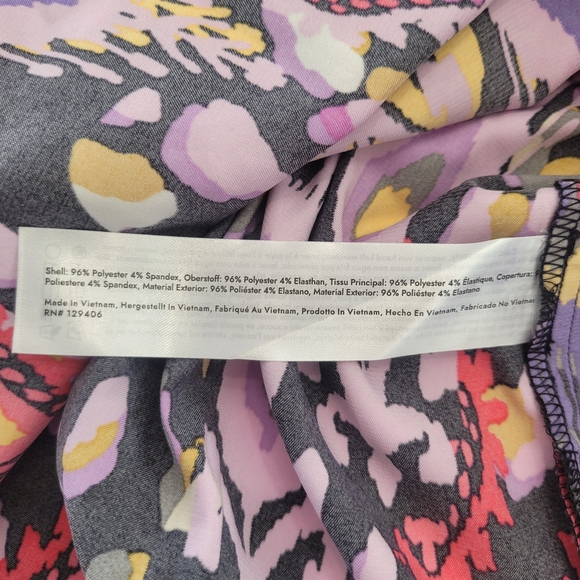 Shell: 96% Polyester 4% Spandex, Oberstoff: 96% Polyester 4% Elasthan, Tissu Principal: 96% Polyester 4% Élastique, Copertura: 9
Poliestere 4% Spandex, Material Exterior: 96% Poliéster 4% Elastano, Material Exterior: 96% Poliéster 4% Elastano
Made In Vietnam, Hergestellt In Vietnam, Fabriqué Au Vietnam, Prodotto In Vietnam, Hecho En Vietnam, Fabricado No Vietnam
RN# 129406